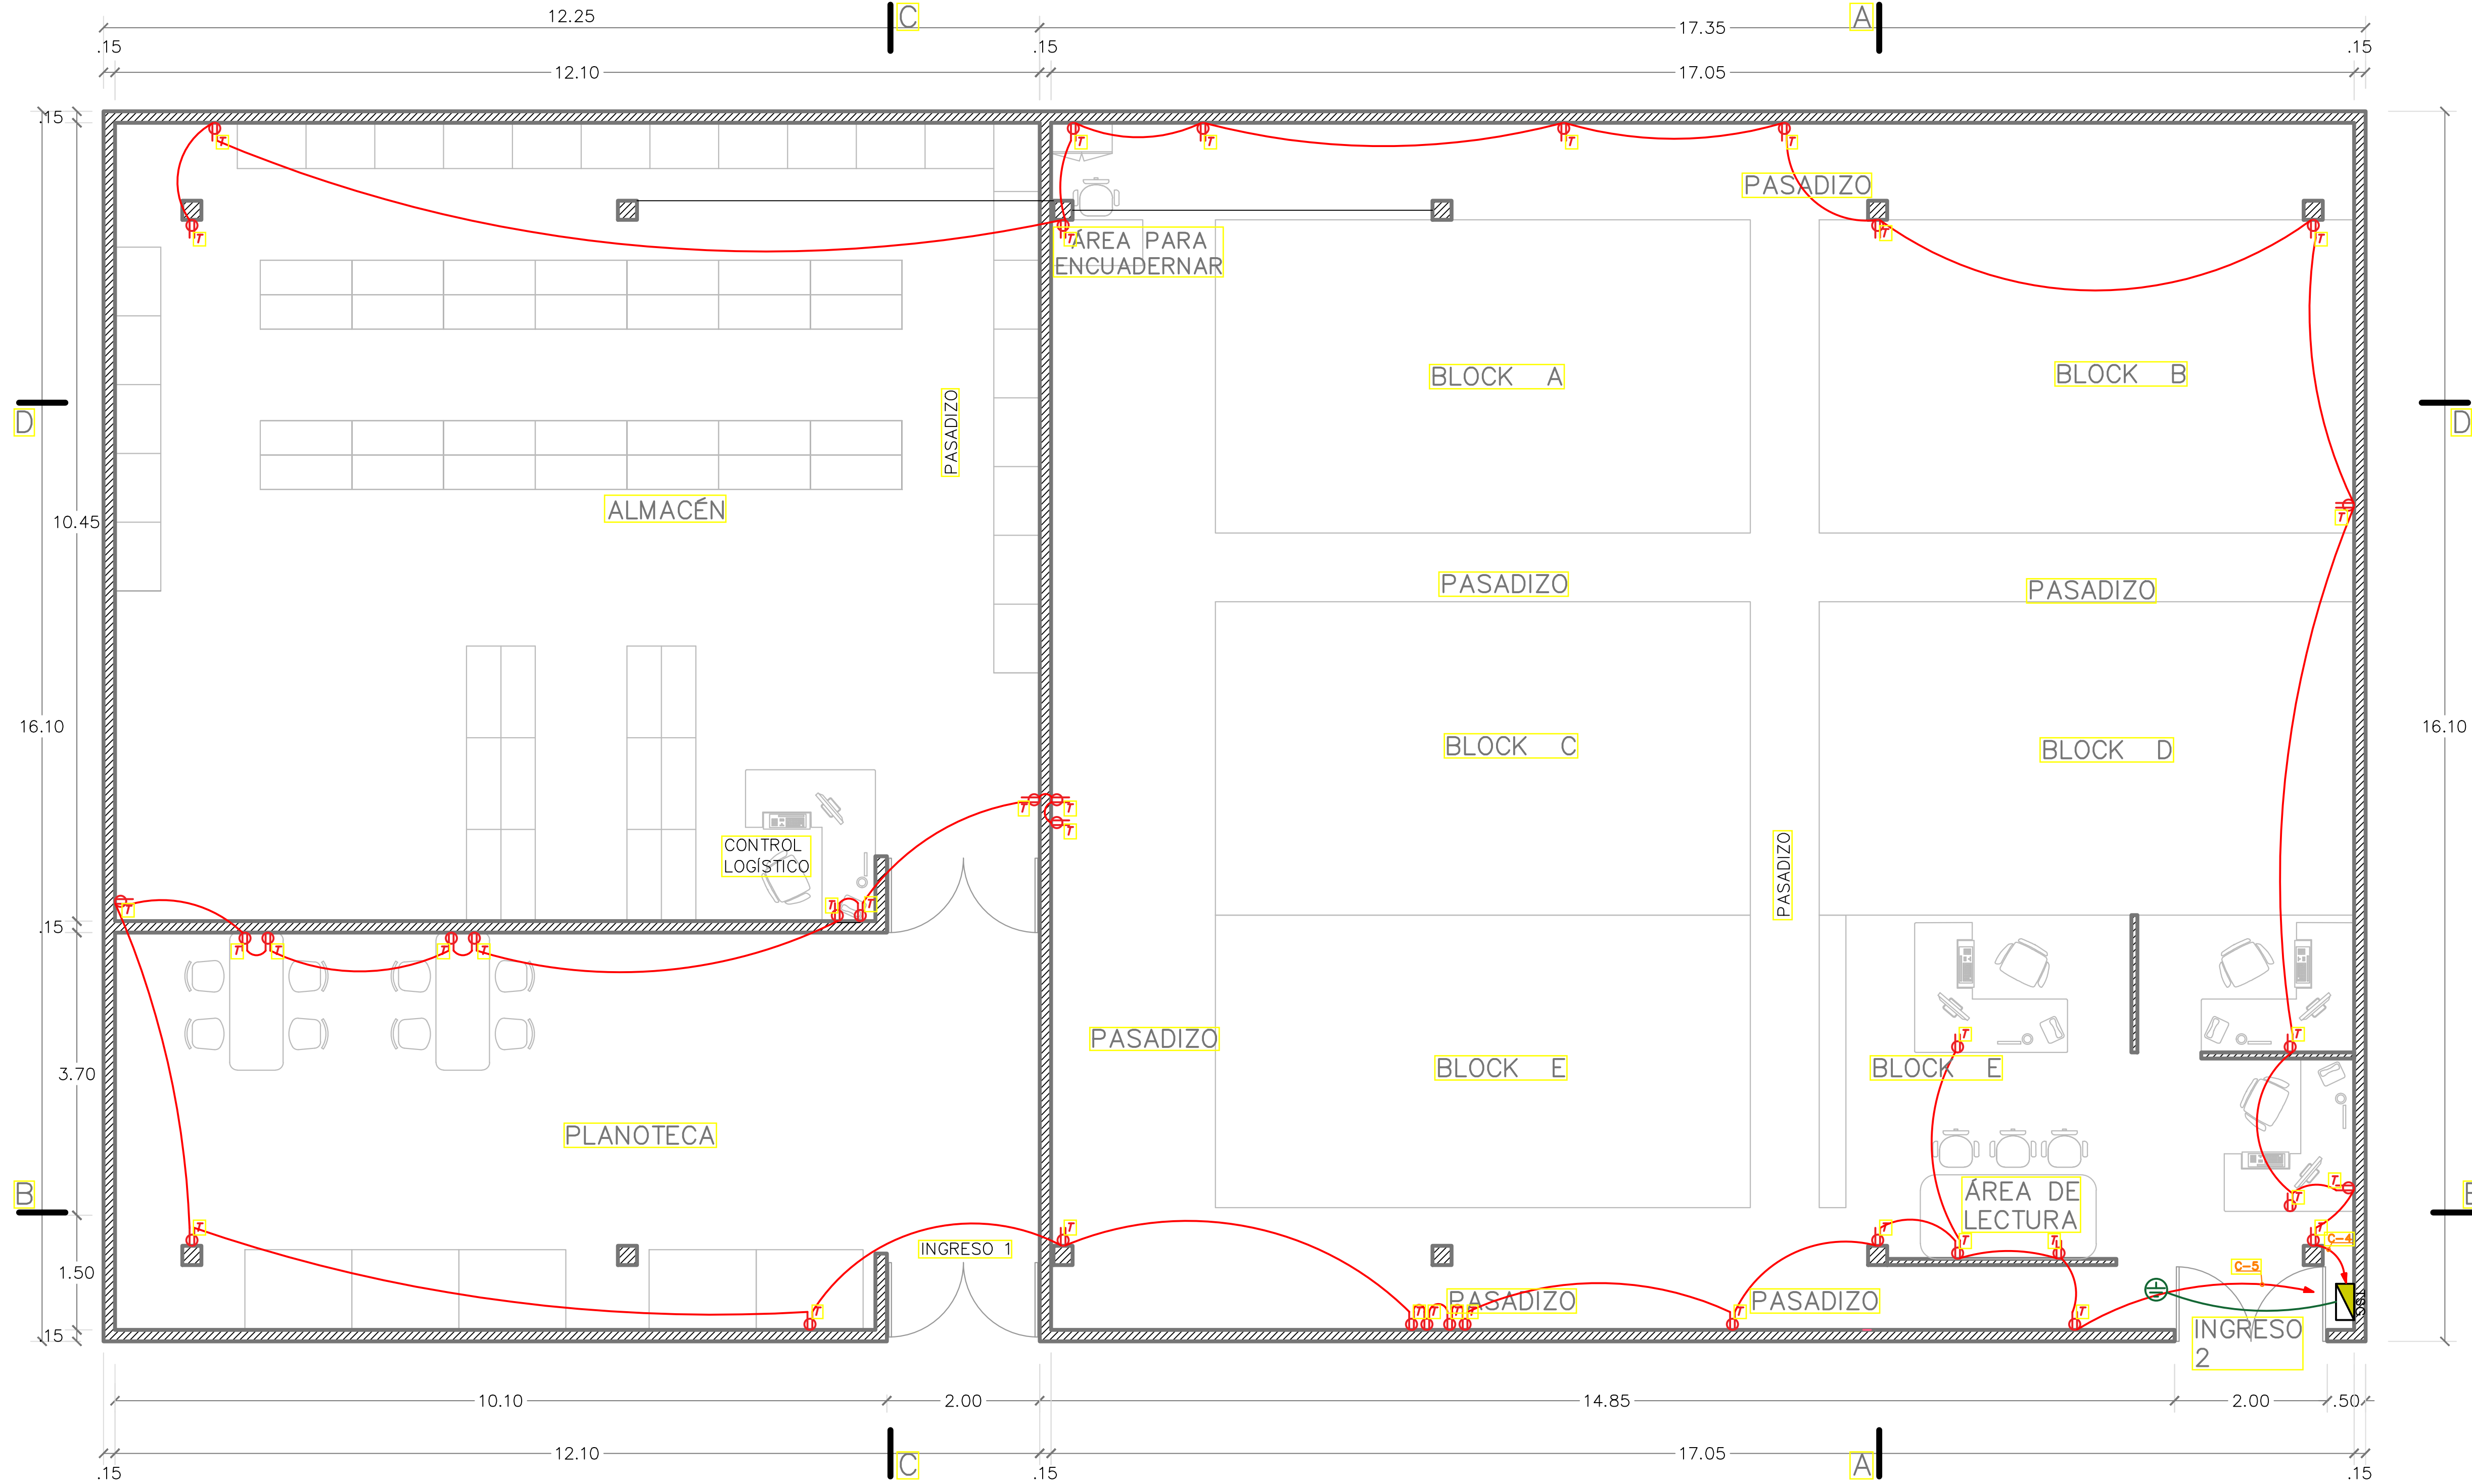 12.25
C
17.35
A
.15
.15
.15
12.10
17.05
.15
T
T
T
T
T
PASADIZO
T
T
T
T
ÁREA PARA
ENCUADERNAR
BLOCK A
BLOCK B
D
D
PASADIZO
ALMACÉN
10.45
T
PASADIZO
PASADIZO
16.10
16.10
BLOCK C
BLOCK D
T
T
T
CONTROL
LOGÍSTICO
PASADIZO
T
T
T
.15
T
T
T
T
PASADIZO
T
T
BLOCK E
BLOCK E
3.70
PLANOTECA
ÁREA DE
LECTURA
B
T
T
T
T
T
T
T
T
C-4
INGRESO 1
1.50
C-5
PASADIZO
PASADIZO
T
T
T
T
T
T
T
TSC
INGRESO
2
.15
10.10
2.00
14.85
2.00
.50
12.10
17.05
.15
C
.15
A
.15